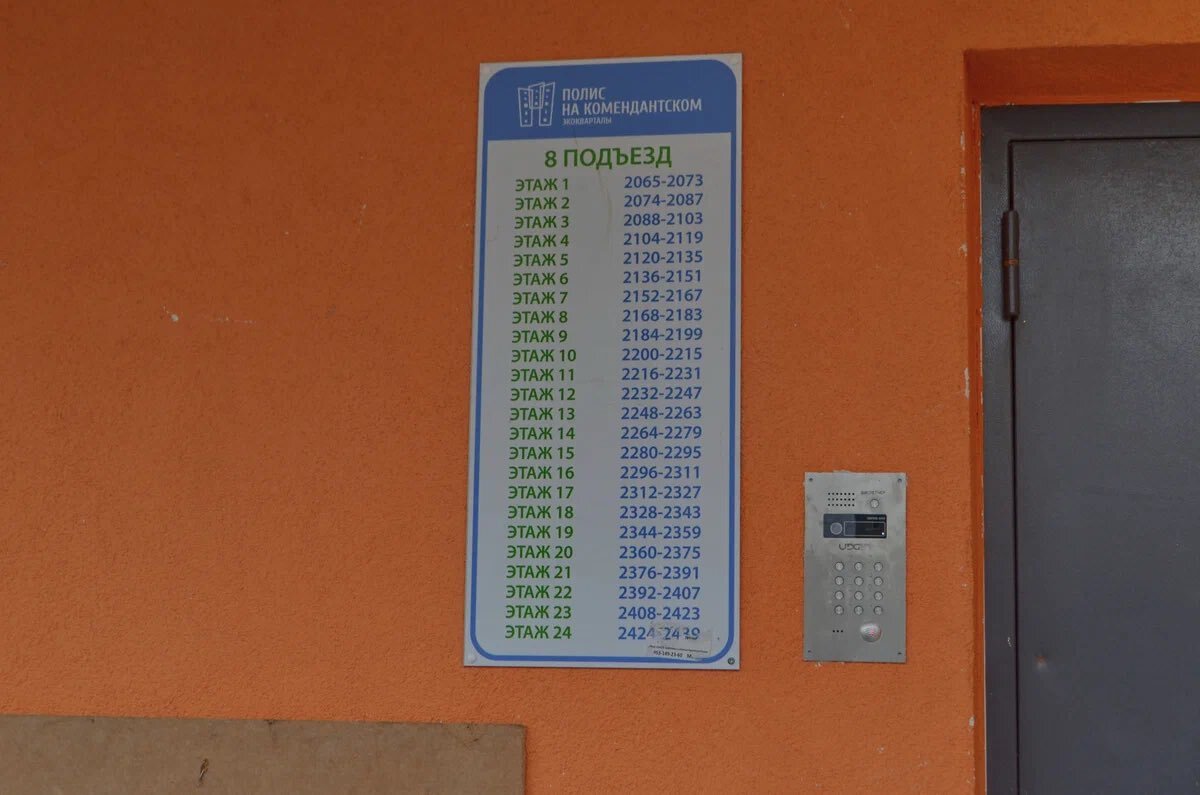 ПОЛИС
НА КОМЕНДАНТСКОМ
ЭКОКВАРТАЛЫ
8 ПОДЪЕЗД
ЭТАЖ 1 2065-2073
ЭТАЖ 2 2074-2087
ЭТАЖ 3 2088-2103
ЭТАЖ 4 2104-2119
ЭТАЖ 5 2120-2135
ЭТАЖ 6 2136-2151
ЭТАЖ 7 2152-2167
ЭТАЖ 8 2168-2183
ЭТАЖ 9 2184-2199
ЭТАЖ 10 2200-2215
ЭТАЖ 11 2216-2231
ЭТАЖ 12 2232-2247
ЭТАЖ 13 2248-2263
ЭТАЖ 14 2264-2279
ЭТАЖ 15 2280-2295
ЭТАЖ 16 2296-2311
ЭТАЖ 17 2312-2327
ЭТАЖ 18 2328-2343
ЭТАЖ 19 2344-2359
ЭТАЖ 20 2360-2375
ЭТАЖ 21 2376-2391
ЭТАЖ 22 2392-2407
ЭТАЖ 23 2408-2423
ЭТАЖ 24 2424-2439